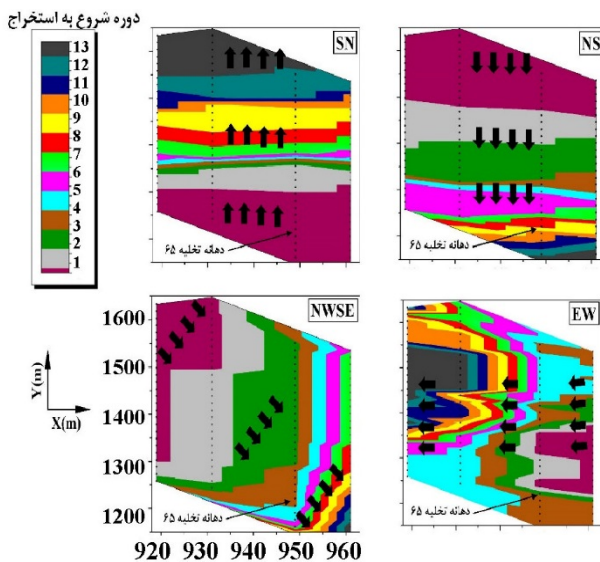 دوره شروع به استخراج
13
12
11
10
9
8
7
6
5
4
3
2
1
SN
دهانه تخلیه ۶۵
NS
دهانه تخلیه ۶۵
Y(m)
X(m)
NWSE
1600
1500
1400
1300
1200
دهانه تخلیه ۶۵
920 930 940 950 960
EW
دهانه تخلیه ۶۵